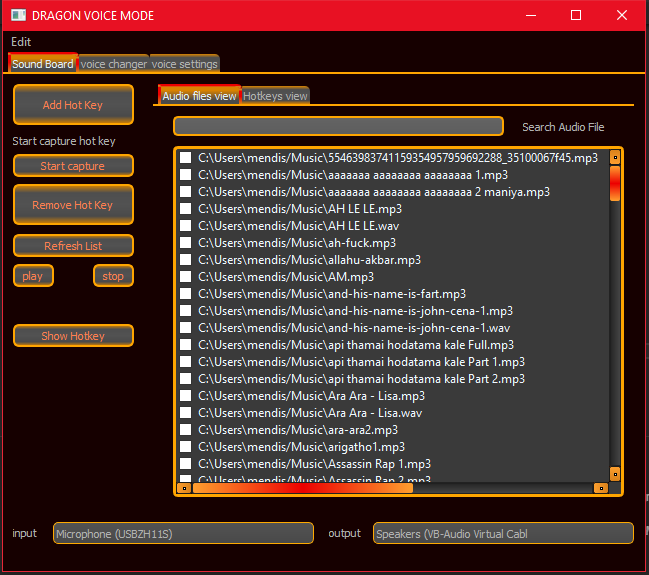 DRAGON VOICE MODE
Edit
Sound Board voice changer voice settings
Add Hot Key
Start capture hot key
Start capture
Remove Hot Key
Refresh List
play stop
Show Hotkey
Audio files view Hotkeys view
Search Audio File
C:\Users\mendis/Music\55463983741159354957959692288_35100067f45.mp3
C:\Users\mendis/Music\aaaaaaa aaaaaaaa aaaaaaaa 1.mp3
C:\Users\mendis/Music\aaaaaaa aaaaaaaa aaaaaaaa 2 maniya.mp3
C:\Users\mendis/Music\AH LE LE.mp3
C:\Users\mendis/Music\AH LE LE.wav
C:\Users\mendis/Music\ah-fuck.mp3
C:\Users\mendis/Music\allahu-akbar.mp3
C:\Users\mendis/Music\AM.mp3
C:\Users\mendis/Music\and-his-name-is-fart.mp3
C:\Users\mendis/Music\and-his-name-is-john-cena-1.mp3
C:\Users\mendis/Music\and-his-name-is-john-cena-1.wav
C:\Users\mendis/Music\api thamai hodatama kale Full.mp3
C:\Users\mendis/Music\api thamai hodatama kale Part 1.mp3
C:\Users\mendis/Music\api thamai hodatama kale Part 2.mp3
C:\Users\mendis/Music\Ara Ara - Lisa.mp3
C:\Users\mendis/Music\Ara Ara - Lisa.wav
C:\Users\mendis/Music\ara-ara2.mp3
C:\Users\mendis/Music\arigatho1.mp3
C:\Users\mendis/Music\Assassin Rap 1.mp3
C:\Users\mendis/Music\Assassin Rap 2.mp3
input Microphone (USBZH11S) output Speakers (VB-Audio Virtual Cabl